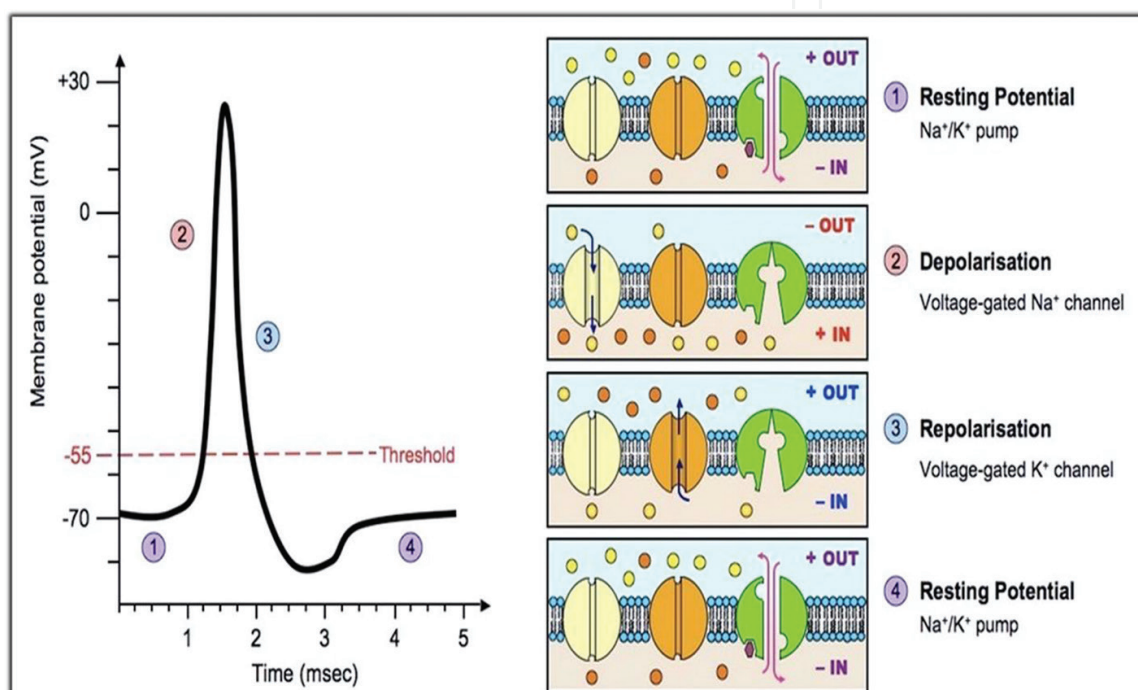 +30
0
-55
-70
Membrane potential (mV)
1
2
3
4
Threshold
1 2 3 4 5
Time (msec)
+ OUT
– IN
1 Resting Potential
Na⁺/K⁺ pump
– OUT
+ IN
2 Depolarisation
Voltage-gated Na⁺ channel
+ OUT
– IN
3 Repolarisation
Voltage-gated K⁺ channel
+ OUT
– IN
4 Resting Potential
Na⁺/K⁺ pump